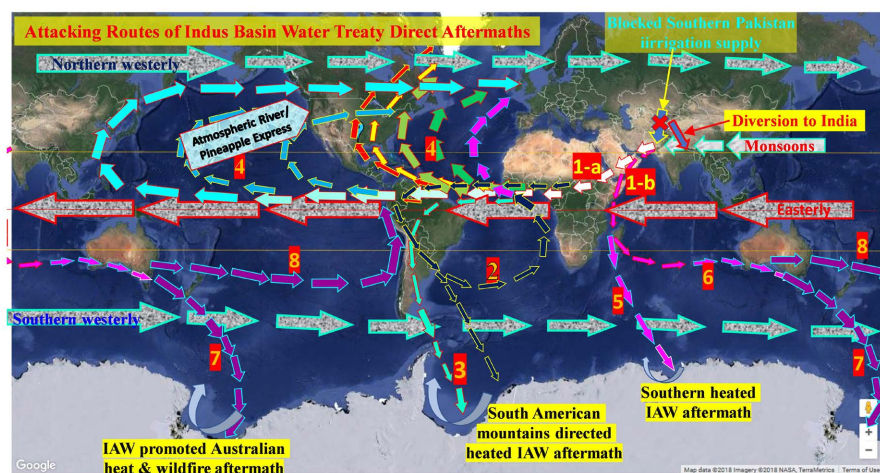 Attacking Routes of Indus Basin Water Treaty Direct Aftermaths
Blocked Southern Pakistan
iirrigation supply
Northern westerly
Atmospheric River/
Pineapple Express
Diversion to India
Monsoons
4
4
1-a
1-b
Easterly
8
2
6
8
5
Southern westerly
7
3
7
Southern heated
IAW aftermath
South American
mountains directed
heated IAW aftermath
IAW promoted Australian
heat & wildfire aftermath
Google
Map data ©2018 Imagery ©2018 NASA, TerraMetrics
Terms of Use